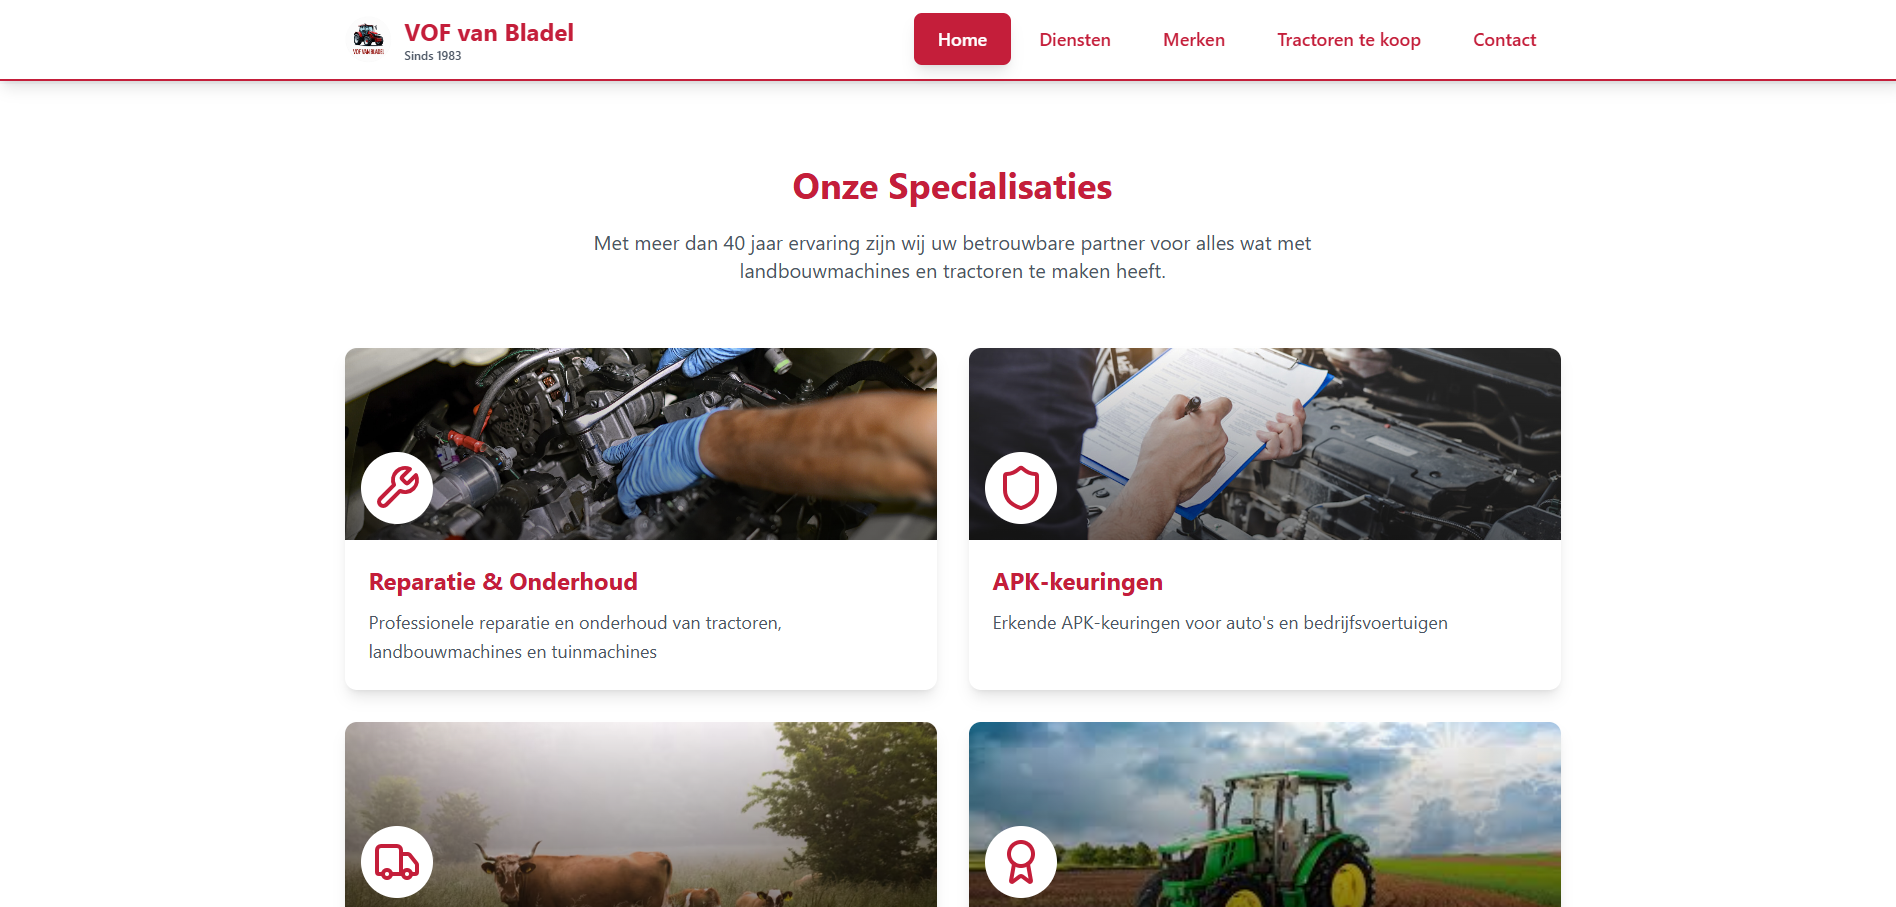 VOF VAN BLADEL
VOF van Bladel
Sinds 1983
Home
Diensten
Merken
Tractoren te koop
Contact
Onze Specialisaties
Met meer dan 40 jaar ervaring zijn wij uw betrouwbare partner voor alles wat met
landbouwmachines en tractoren te maken heeft.
Reparatie & Onderhoud
Professionele reparatie en onderhoud van tractoren,
landbouwmachines en tuinmachines
APK-keuringen
Erkende APK-keuringen voor auto's en bedrijfsvoertuigen